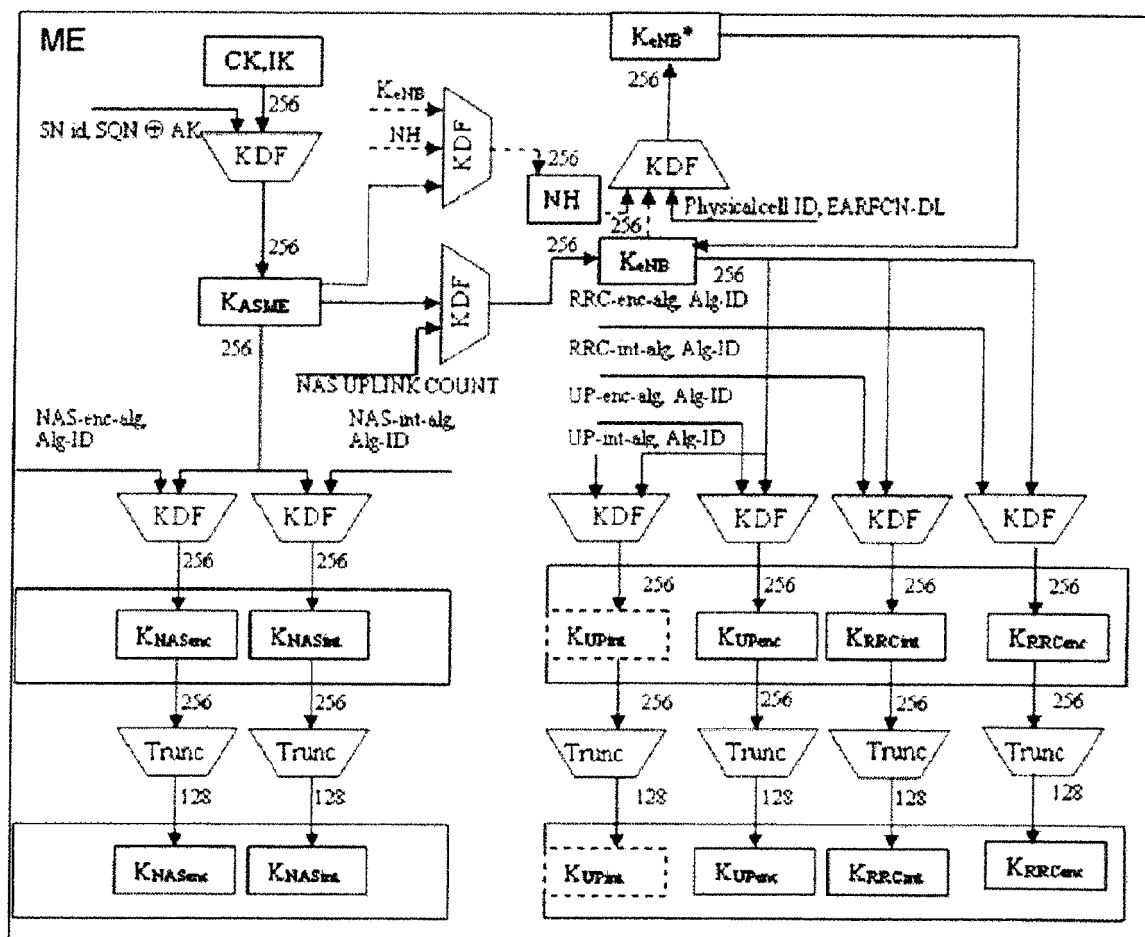 ME
CK,IK
256
SN id, SQN ⊕ AK
KDF
256
KASME
256
KeNB
NH
KDF
256
NH
256
KeNB*
256
KDF
Physical cell ID, EARFCN-DL
KDF
256
KeNB
256
NAS UPLINK COUNT
RRC-enc-alg, Alg-ID
RRC-int-alg, Alg-ID
UP-enc-alg, Alg-ID
UP-int-alg, Alg-ID
NAS-enc-alg,
Alg-ID
NAS-int-alg,
Alg-ID
KDF KDF KDF KDF KDF KDF
256 256 256 256 256 256
KNASenc KNASint KUPint KUPenc KRRCint KRRCenc
256 256 256 256 256 256
Trunc Trunc Trunc Trunc Trunc Trunc
128 128 128 128 128 128
KNASenc KNASint KUPint KUPenc KRRCint KRRCenc